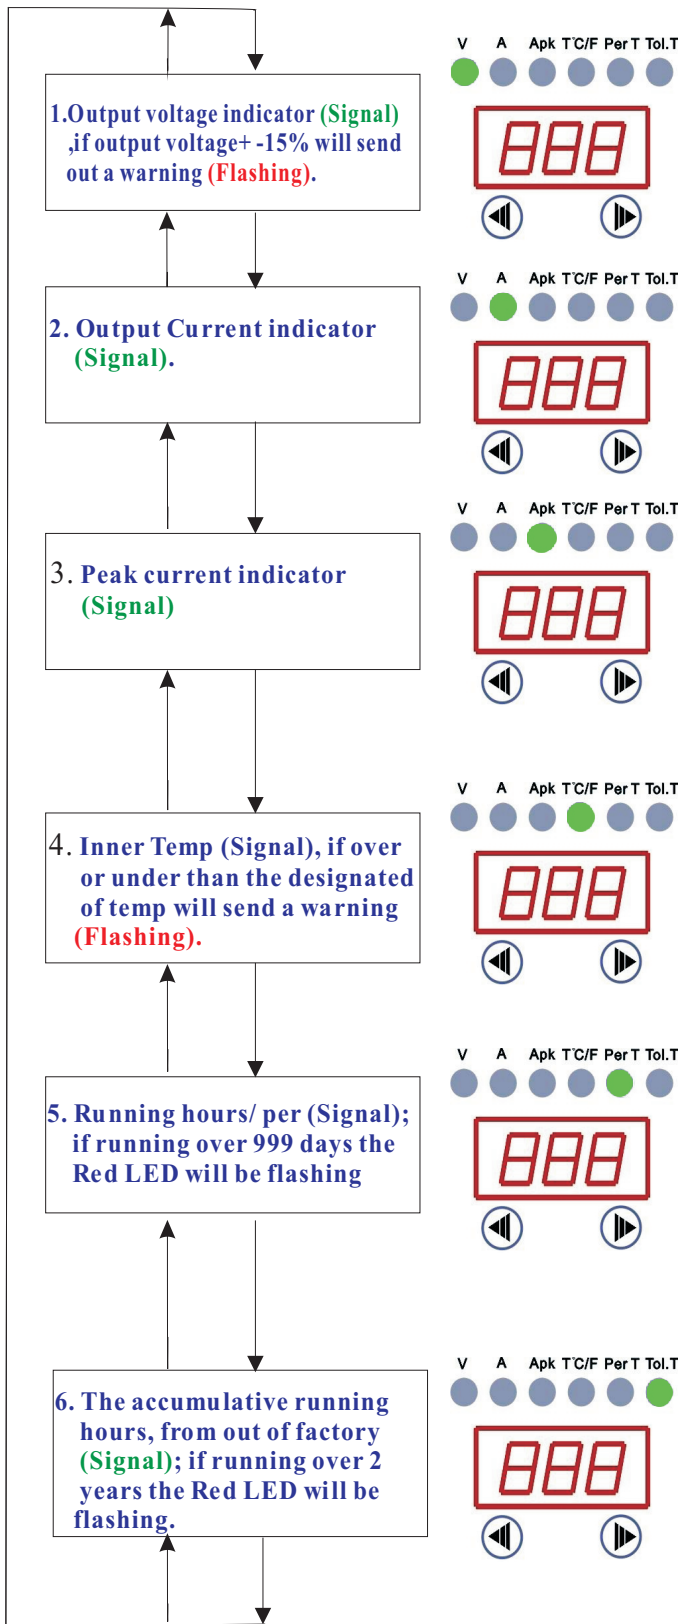 V A Apk T°C/F Per T Tol.T
1.Output voltage indicator (Signal)
,if output voltage+ -15% will send
out a warning (Flashing).
888
V A Apk T°C/F Per T Tol.T
2. Output Current indicator
(Signal).
888
V A Apk T°C/F Per T Tol.T
3. Peak current indicator
(Signal)
888
V A Apk T°C/F Per T Tol.T
4. Inner Temp (Signal), if over
or under than the designated
of temp will send a warning
(Flashing).
888
V A Apk T°C/F Per T Tol.T
5. Running hours/ per (Signal);
if running over 999 days the
Red LED will be flashing
888
V A Apk T°C/F Per T Tol.T
6. The accumulative running
hours, from out of factory
(Signal); if running over 2
years the Red LED will be
flashing.
888